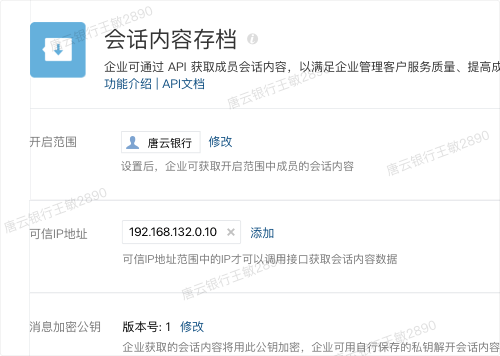 会话内容存档
企业可通过 API 获取成员会话内容，以满足企业管理客户服务质量、提高成
功能介绍 | API文档
开启范围
唐云银行 修改
设置后，企业可获取开启范围中成员的会话内容
可信IP地址
192.168.132.0.10 × 添加
可信IP地址范围中的IP才可以调用接口获取会话内容数据
消息加密公钥
版本号: 1 修改
企业获取的会话内容将用此公钥加密，企业可用自行保存的私钥解开会话内容
唐云银行王敏2890
唐云银行王敏2890
唐云银行王敏2890
唐云银行王敏2890
唐云银行王敏2890
唐云银行王敏2890